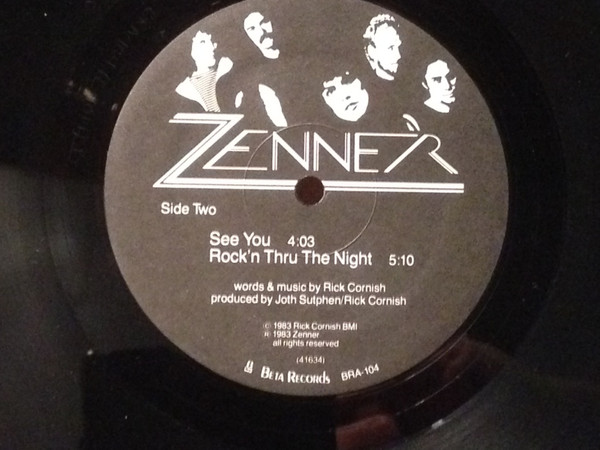 ZENNER
Side Two
See You 4:03
Rock'n Thru The Night 5:10
words & music by Rick Cornish
produced by Joth Sutphen/Rick Cornish
© 1983 Rick Cornish BMI
℗ 1983 Zenner
all rights reserved
(41634)
BETA RECORDS BRA-104